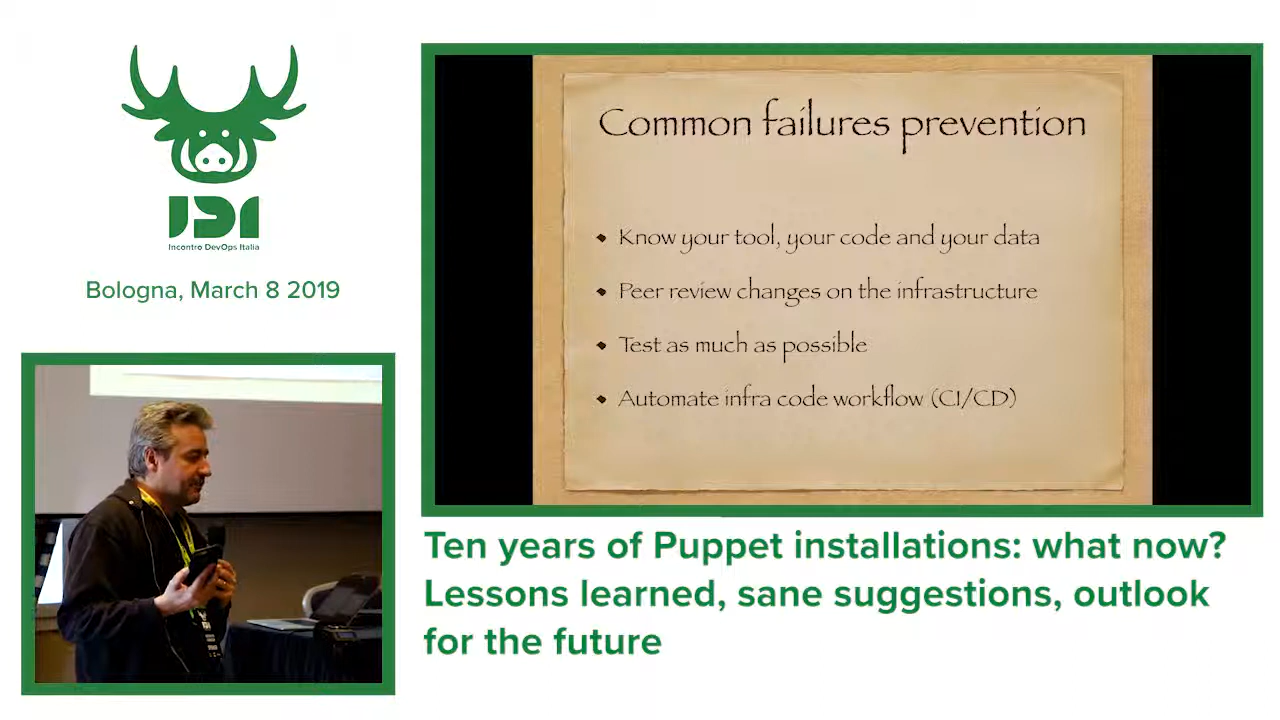 IDI
Incontro DevOps Italia
Bologna, March 8 2019
Common failures prevention
Know your tool, your code and your data
Peer review changes on the infrastructure
Test as much as possible
Automate infra code workflow (CI/CD)
Ten years of Puppet installations: what now?
Lessons learned, sane suggestions, outlook
for the future